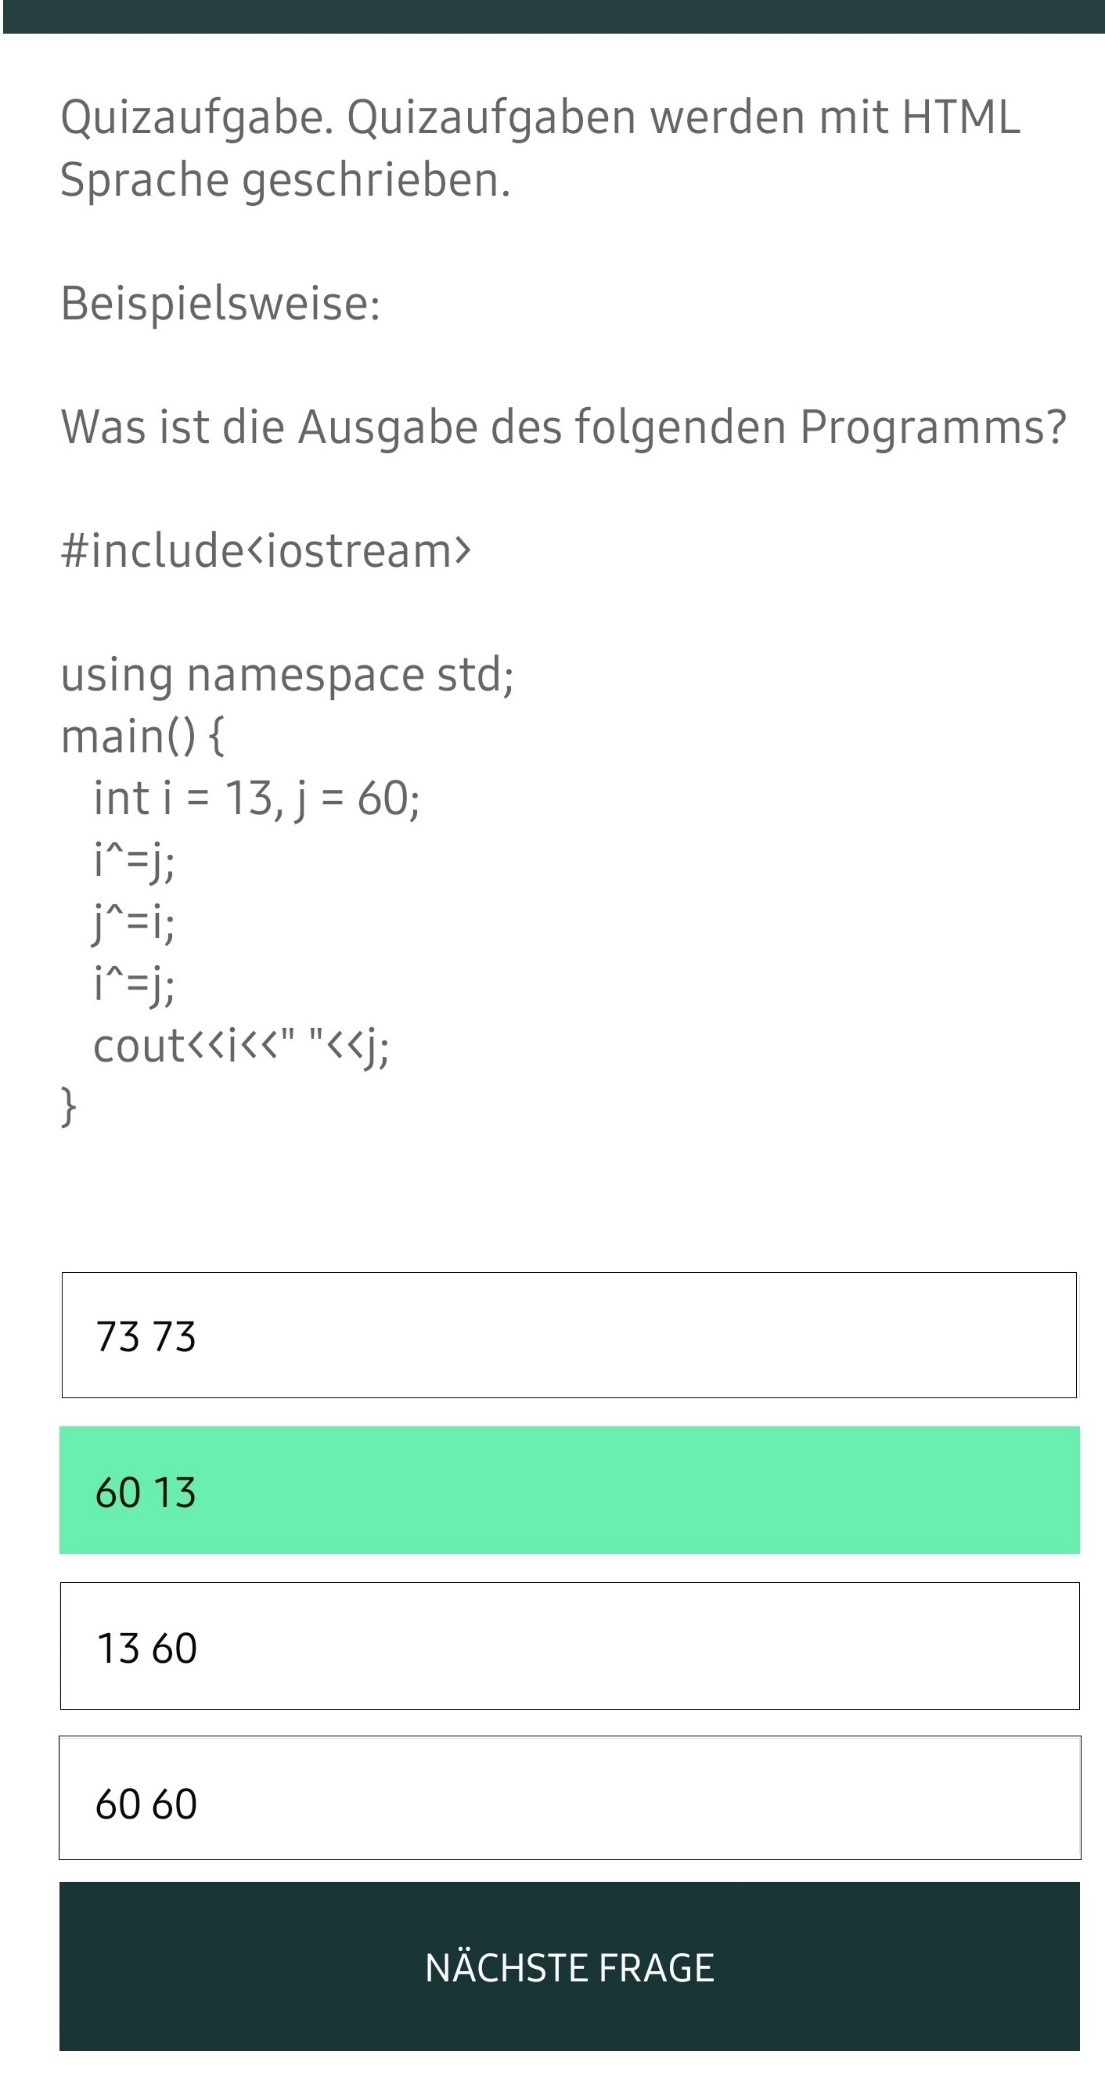 Quizaufgabe. Quizaufgaben werden mit HTML
Sprache geschrieben.
Beispielsweise:
Was ist die Ausgabe des folgenden Programms?
#include<iostream>
using namespace std;
main() {
int i = 13, j = 60;
i^=j;
j^=i;
i^=j;
cout<<i<<" "<<j;
}
73 73
60 13
13 60
60 60
NÄCHSTE FRAGE